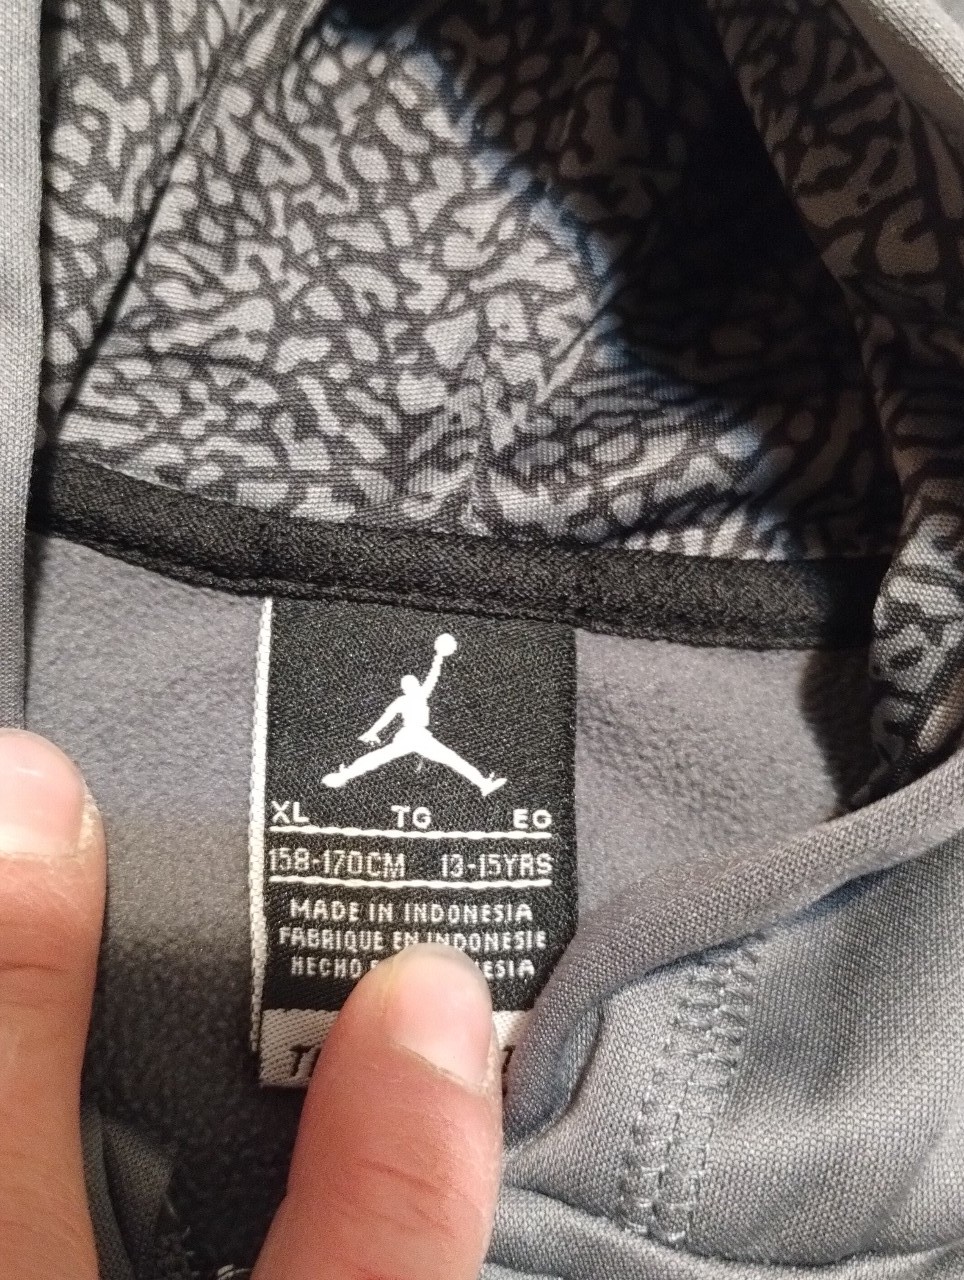 XL TG EG
158-170CM 13-15YRS
MADE IN INDONESIA
FABRIQUE EN INDONESIE
HECHO